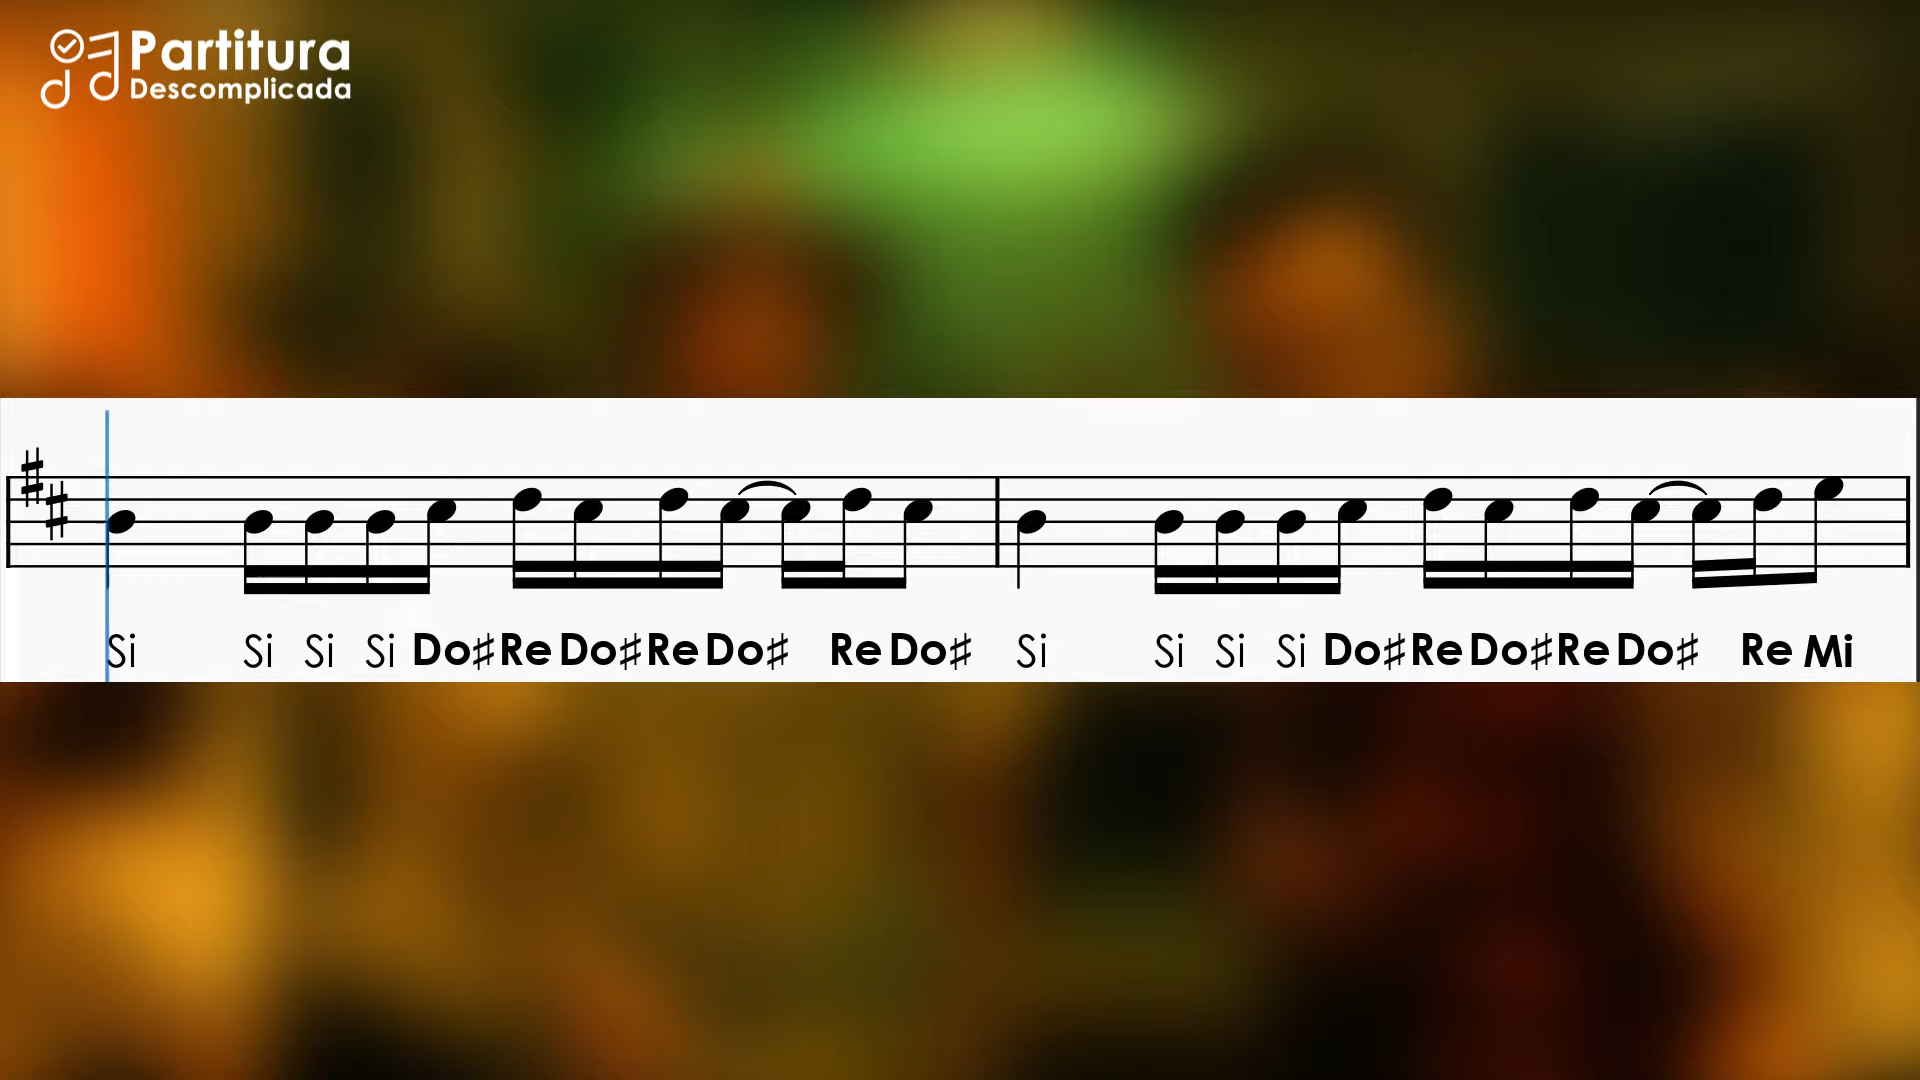 Partitura
Descomplicada
Si Si Si Si Do♯ Re Do♯ Re Do♯ Re Do♯ Si Si Si Si Do♯ Re Do♯ Re Do♯ Re Mi